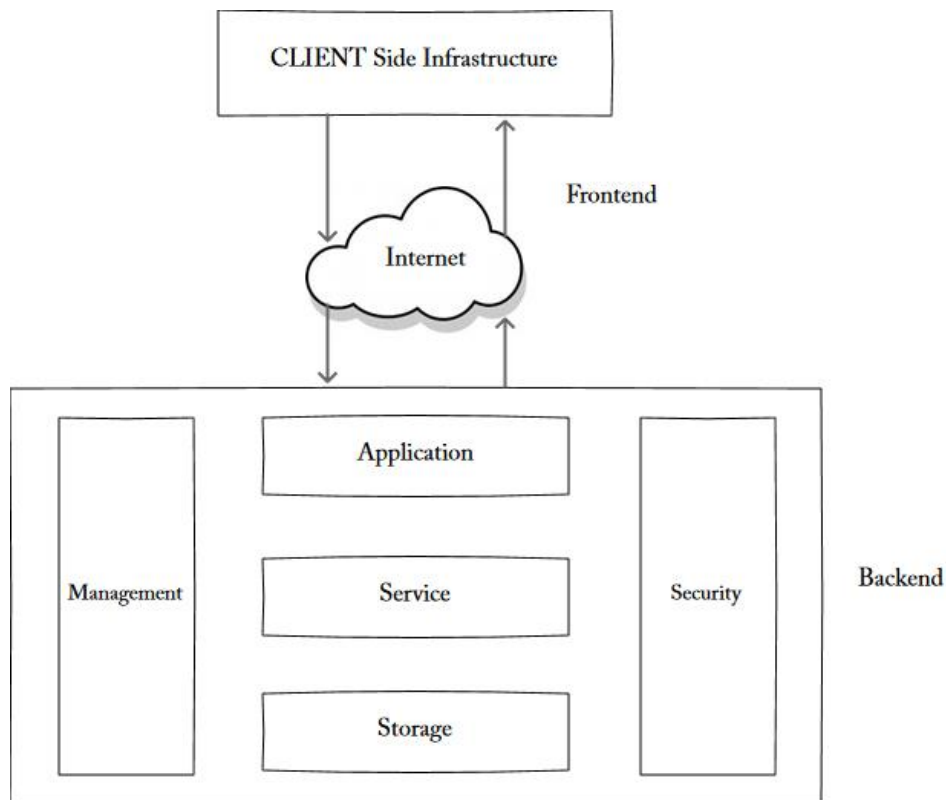 CLIENT Side Infrastructure
Frontend
Internet
Application
Management
Service
Security
Backend
Storage